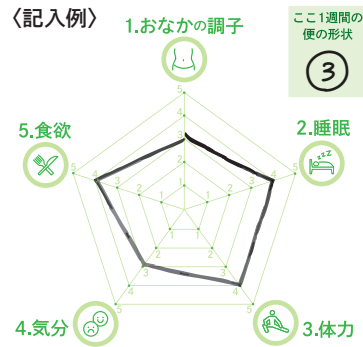 〈記入例〉
ここ1週間の
便の形状
3
1.おなかの調子
5.食欲
2.睡眠
zzZ
5
4
3
2
1
5 4 3 2 1 1 2 3 4 5
1 1
2 2
3 3
4 4
5 5
4.気分
3.体力